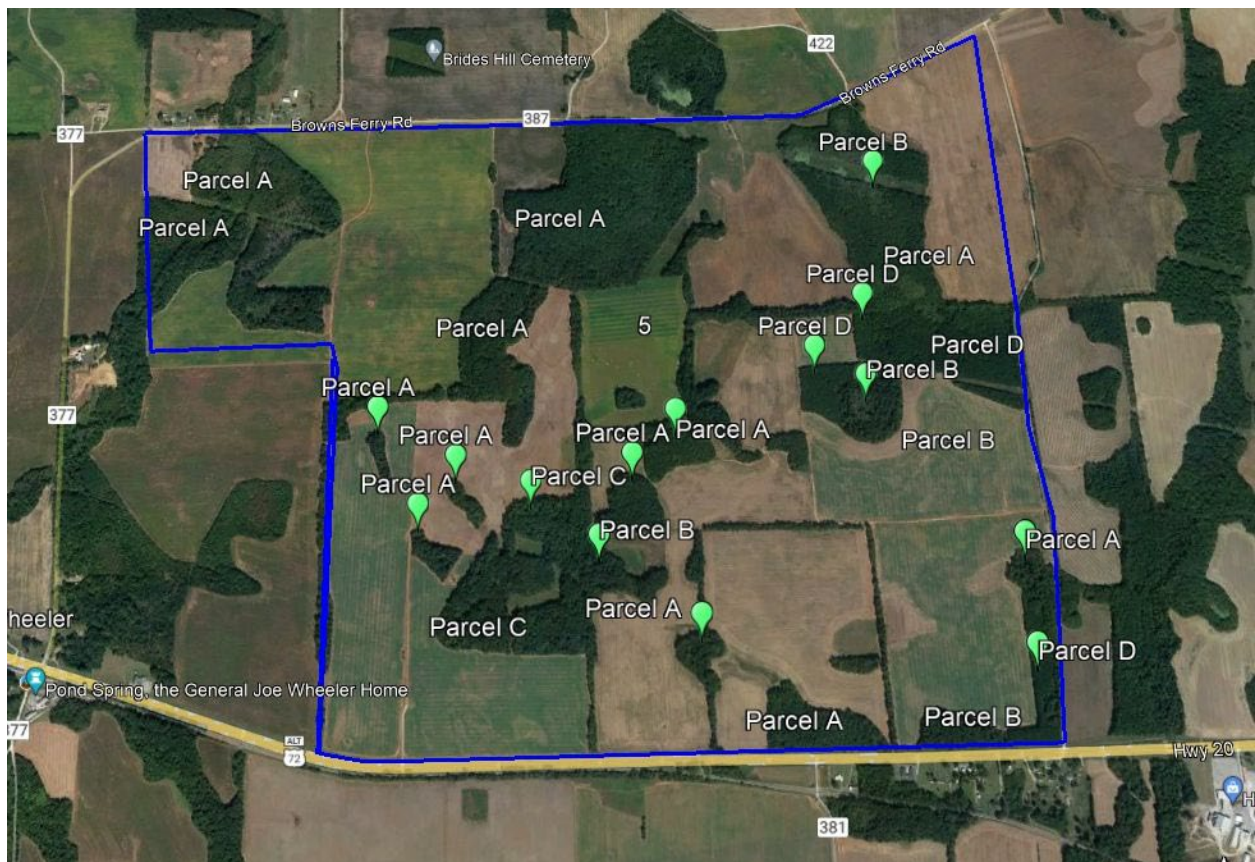 422
Brides Hill Cemetery
Browns Ferry Rd
377
Browns Ferry Rd
387
Parcel B
Parcel A
Parcel A
Parcel A
Parcel A
Parcel D
Parcel A
5
Parcel D
Parcel D
Parcel B
Parcel A
377
Parcel A
Parcel A
Parcel A
Parcel B
Parcel C
Parcel A
Parcel B
Parcel A
Parcel A
Parcel C
heeler
Parcel D
Pond Spring, the General Joe Wheeler Home
Parcel A
Parcel B
377
ALT
72
Hwy 20
H
381